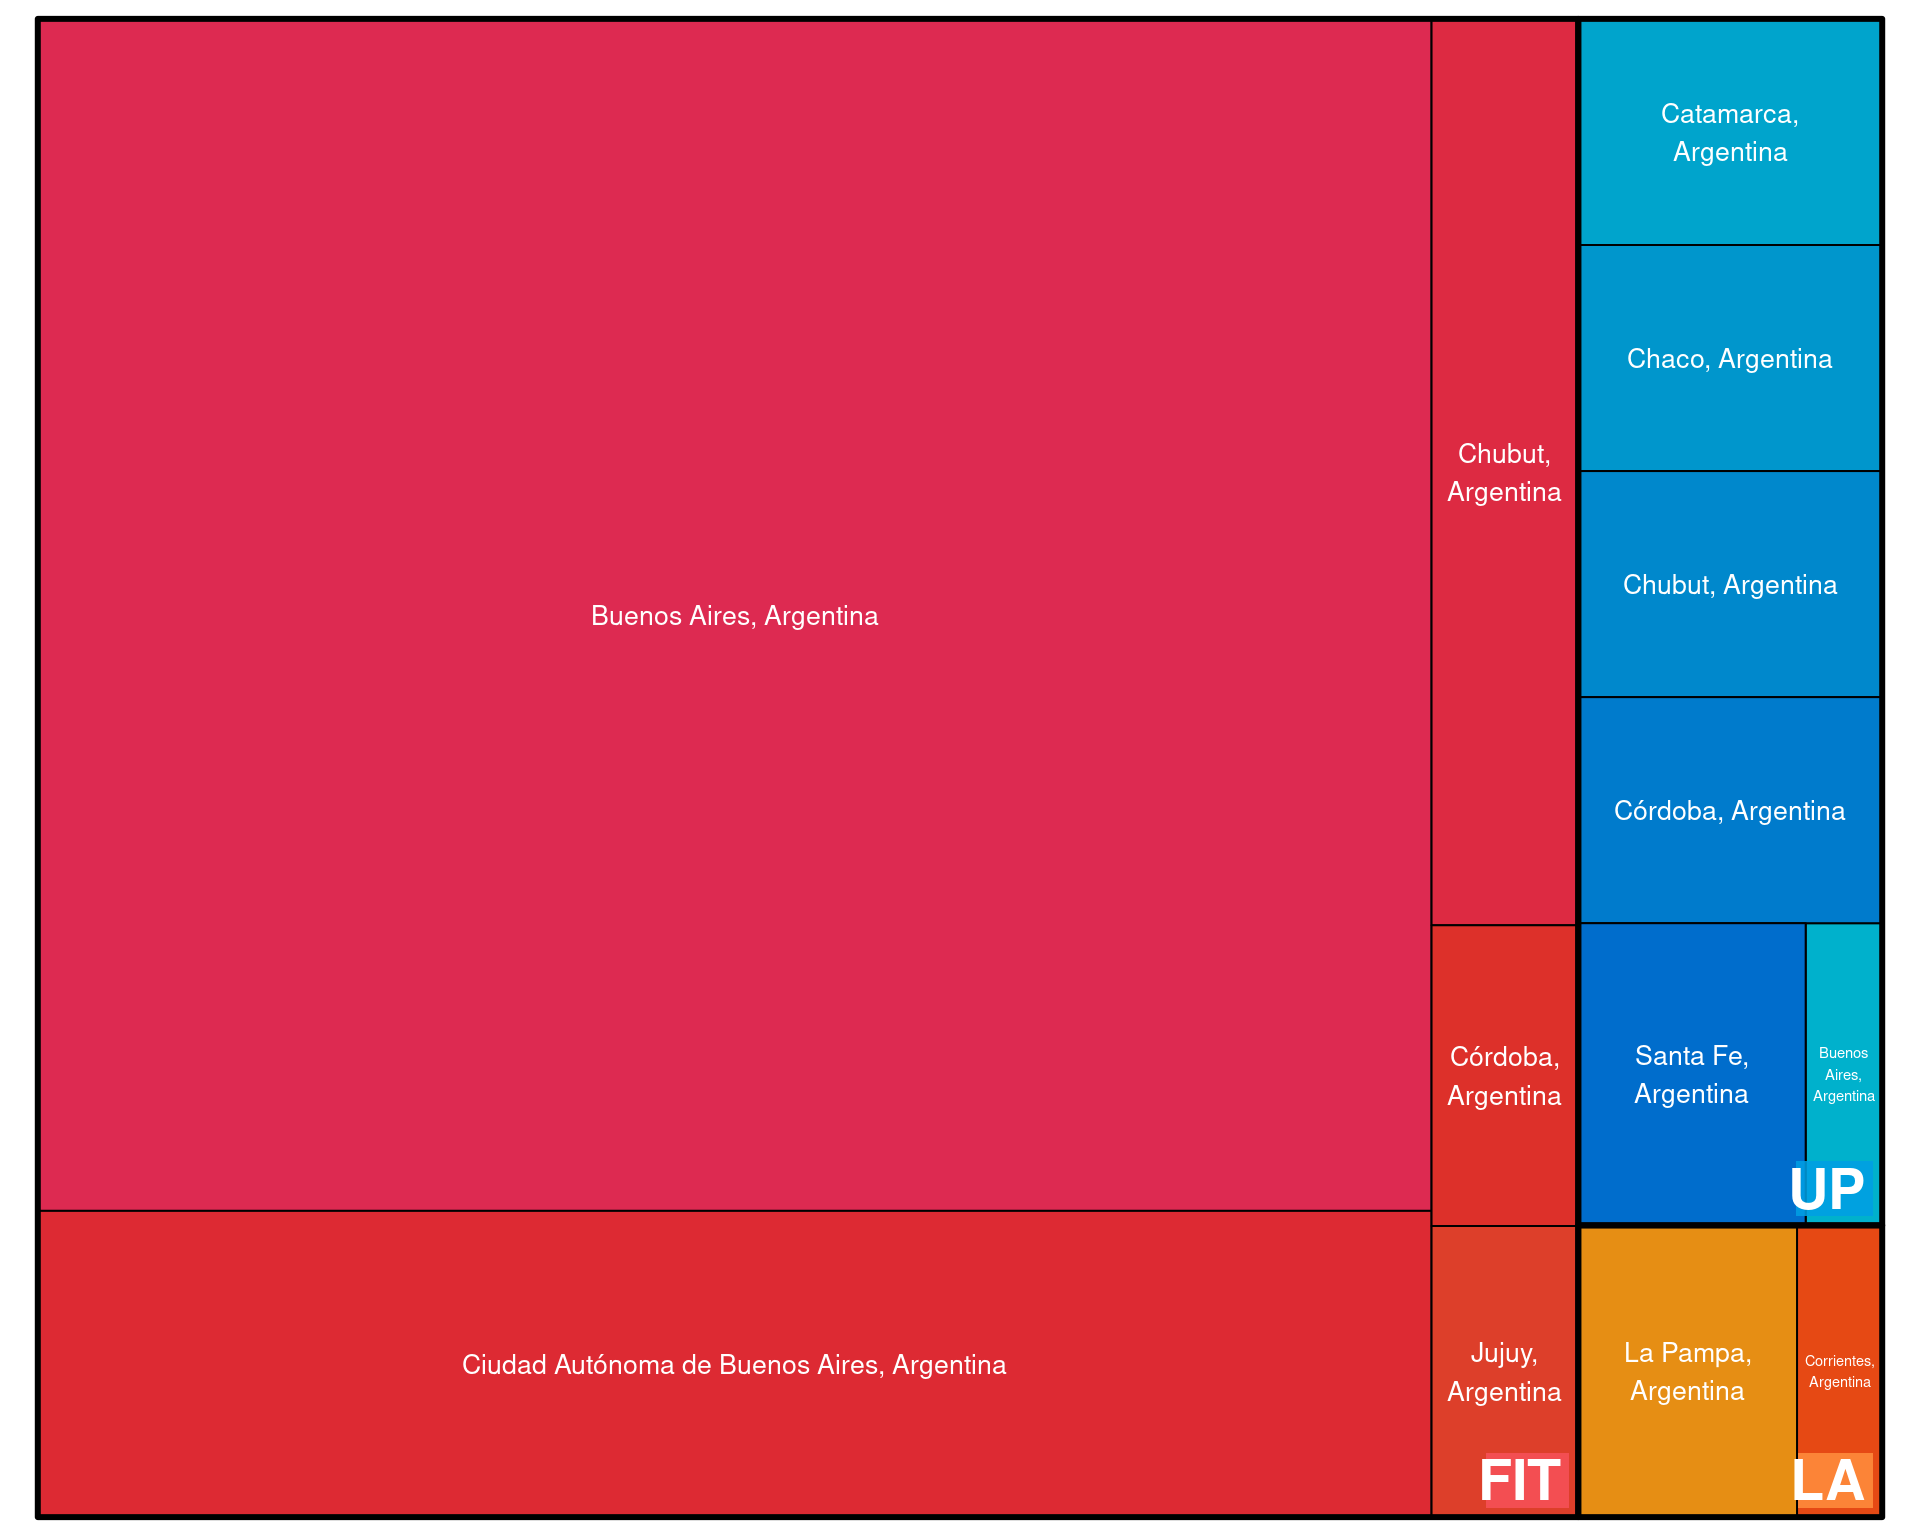 Buenos Aires, Argentina
Ciudad Autónoma de Buenos Aires, Argentina
Chubut,
Argentina
Córdoba,
Argentina
Jujuy,
Argentina
FIT
Catamarca,
Argentina
Chaco, Argentina
Chubut, Argentina
Córdoba, Argentina
Santa Fe,
Argentina
Buenos
Aires,
Argentina
UP
La Pampa,
Argentina
Corrientes,
Argentina
LA